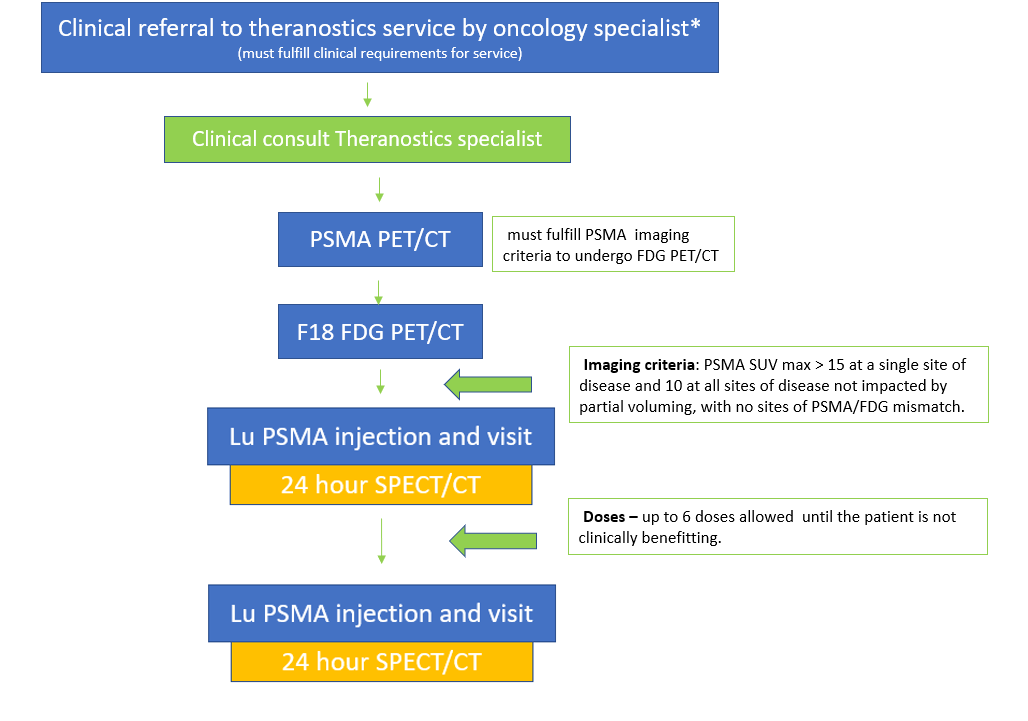 Clinical referral to theranostics service by oncology specialist*
(must fulfill clinical requirements for service)
Clinical consult Theranostics specialist
PSMA PET/CT
must fulfill PSMA  imaging
criteria to undergo FDG PET/CT
F18 FDG PET/CT
Imaging criteria: PSMA SUV max > 15 at a single site of
disease and 10 at all sites of disease not impacted by
partial voluming, with no sites of PSMA/FDG mismatch.
Lu PSMA injection and visit
24 hour SPECT/CT
Doses – up to 6 doses allowed  until the patient is not
clinically benefitting.
Lu PSMA injection and visit
24 hour SPECT/CT